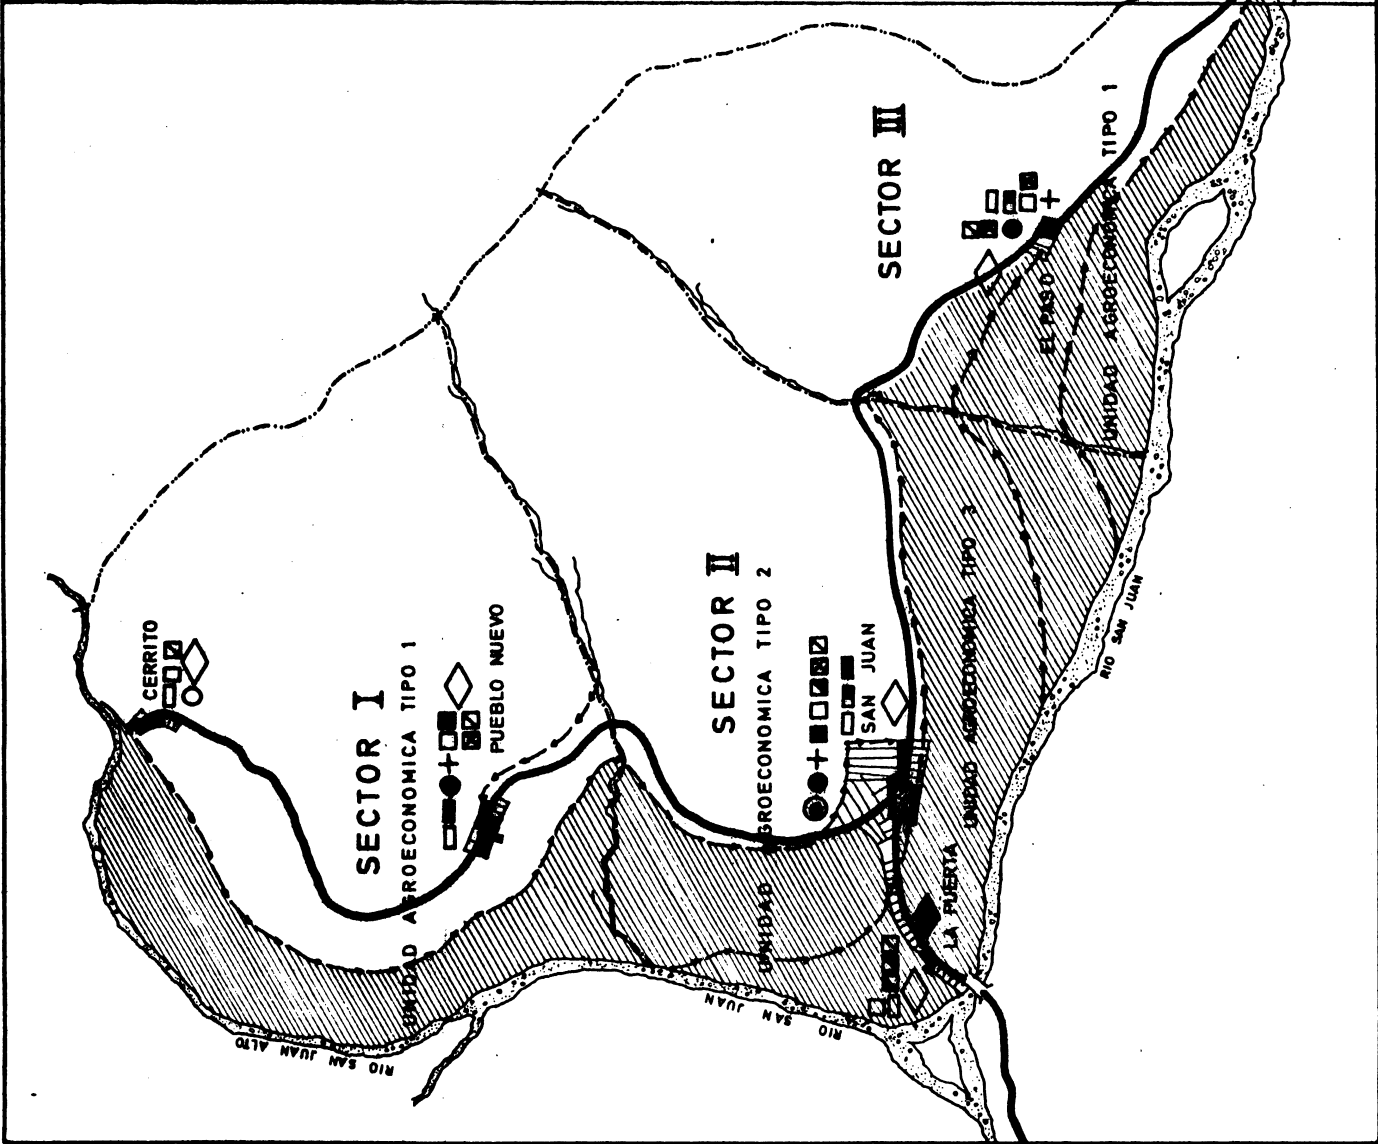 CERRITO
SECTOR I
UNIDAD AGROECONOMICA TIPO 1
PUEBLO NUEVO
RIO SAN JUAN ALTO
SECTOR II
UNIDAD AGROECONOMICA TIPO 2
SAN JUAN
RIO SAN JUAN
LA PUERTA
UNIDAD AGROECONOMICA TIPO 3
SECTOR III
EL PASO
UNIDAD AGROECONOMICA TIPO 1
RIO SAN JUAN